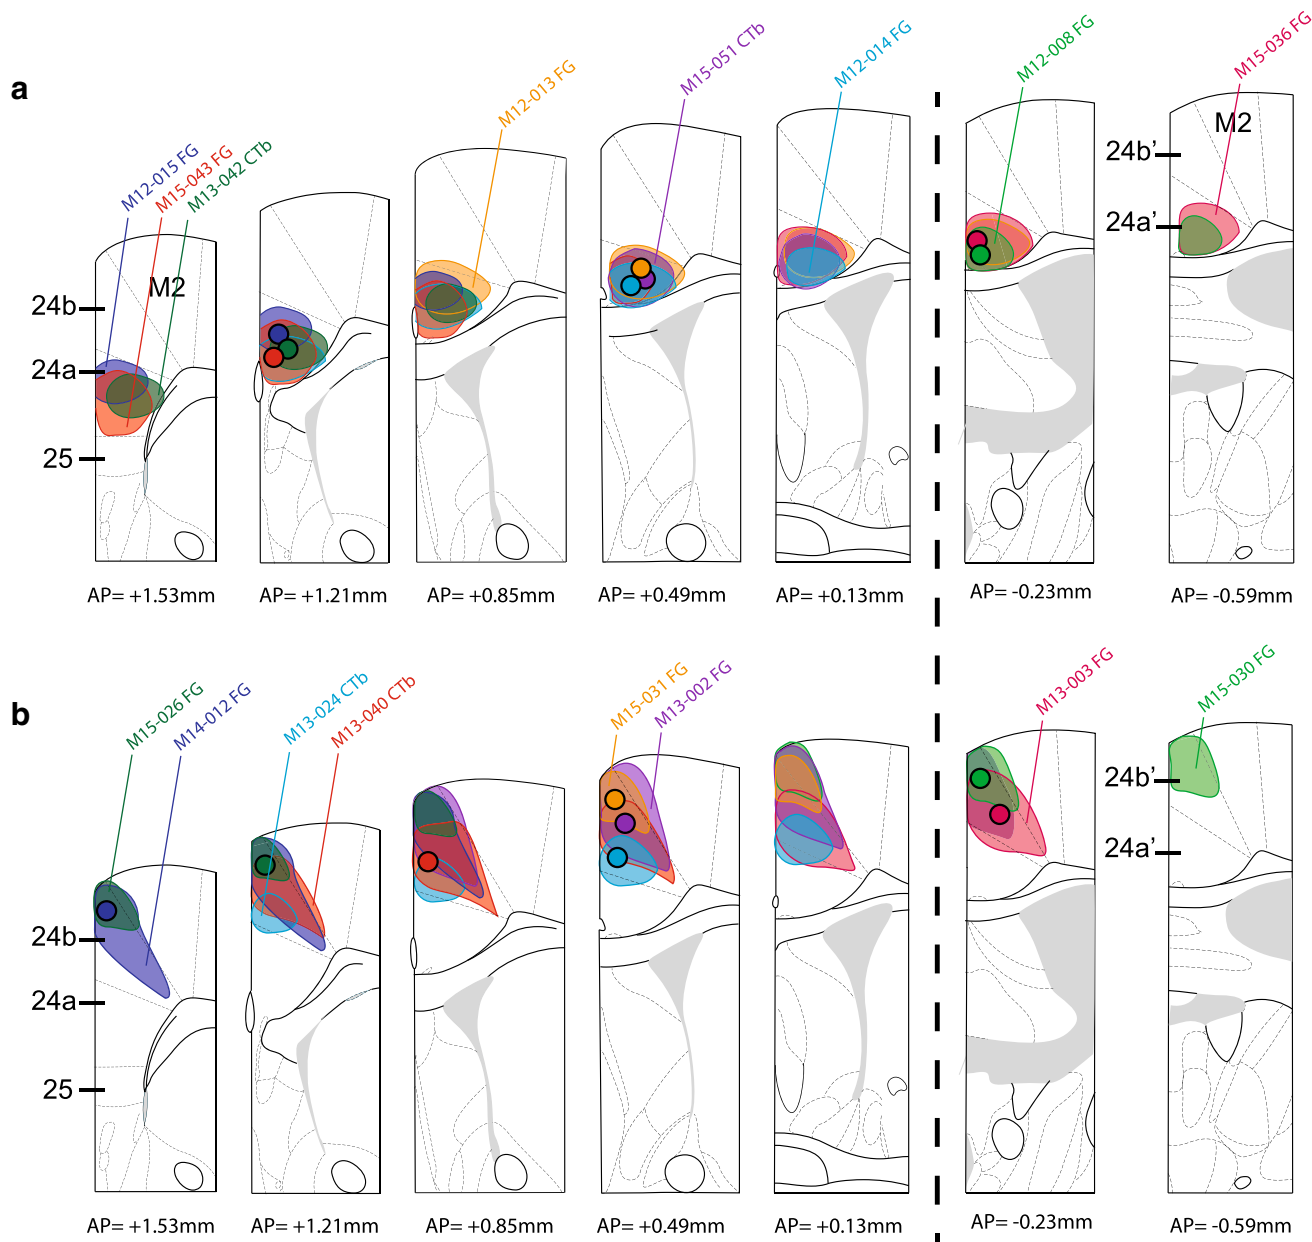 a
M12-015 FG
M15-043 FG
M13-042 CTb
M12-013 FG
M15-051 CTb
M12-014 FG
M12-008 FG
M15-036 FG
M2
M2
24b
24a
25
24b’
24a’
AP= +1.53mm
AP= +1.21mm
AP= +0.85mm
AP= +0.49mm
AP= +0.13mm
AP= -0.23mm
AP= -0.59mm
b
M15-026 FG
M14-012 FG
M13-024 CTb
M13-040 CTb
M15-031 FG
M13-002 FG
M13-003 FG
M15-030 FG
24b
24a
25
24b’
24a’
AP= +1.53mm
AP= +1.21mm
AP= +0.85mm
AP= +0.49mm
AP= +0.13mm
AP= -0.23mm
AP= -0.59mm